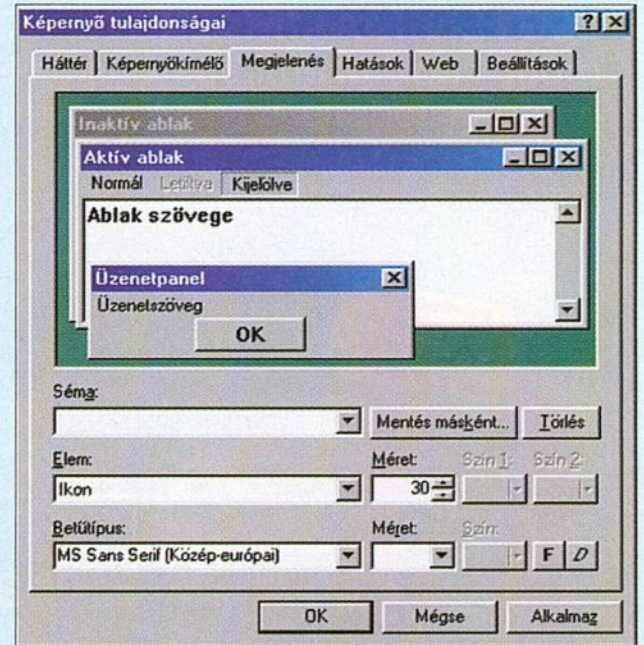 Képernyő tulajdonságai
Háttér Képernyőkímélő Megjelenés Hatások Web Beállítások
Inaktív ablak
Aktív ablak
Normál Letiltva Kijelölve
Ablak szövege
Üzenetpanel
Üzenetszöveg
OK
Séma:
Mentés másként... Törlés
Elem: Méret: Szín 1: Szín 2:
Ikon 30
Betűtípus: Méret: Szín:
MS Sans Serif (Közép-európai) F D
OK Mégse Alkalmaz